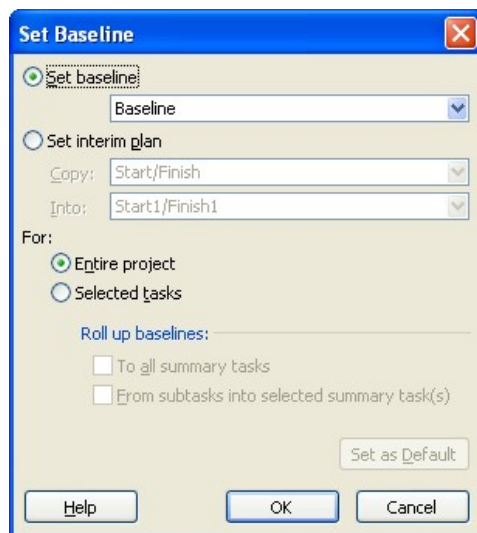 Set Baseline
Set baseline
Baseline
Set interim plan
Copy: Start/Finish
Into: Start1/Finish1
For:
Entire project
Selected tasks
Roll up baselines:
To all summary tasks
From subtasks into selected summary task(s)
Set as Default
Help OK Cancel